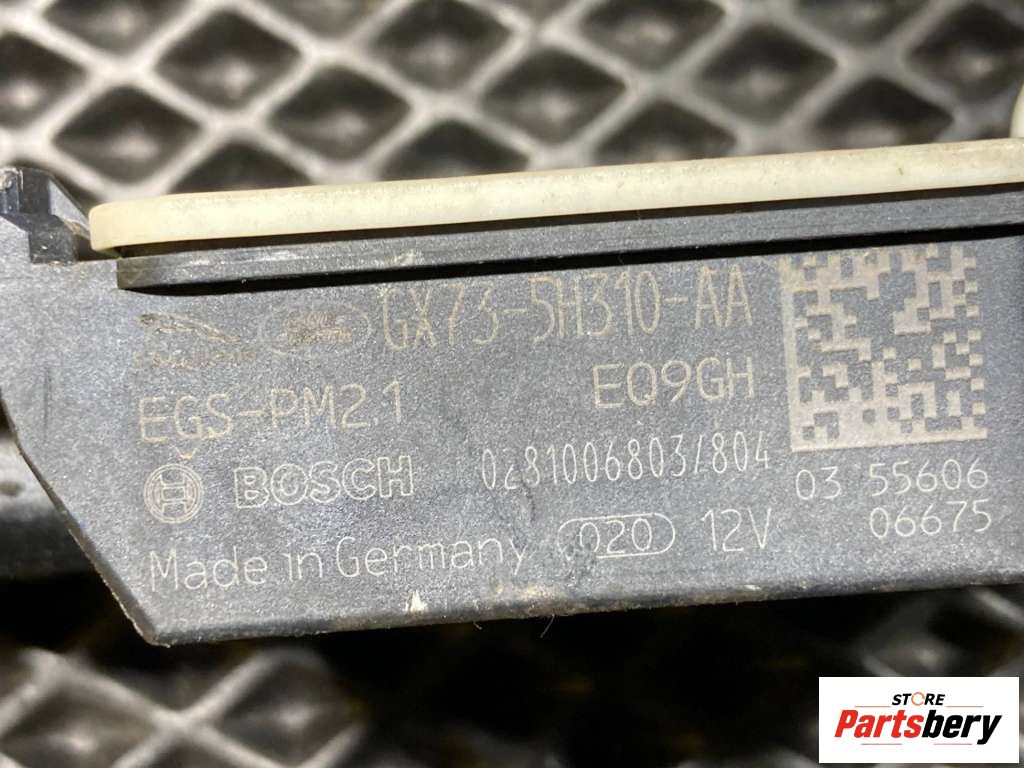 GX73-5H310-AA
EGS-PM2.1 EQ9GH
BOSCH 0281006803/804 03 55606
Made in Germany 020 12V 06675
STORE
Partsbery